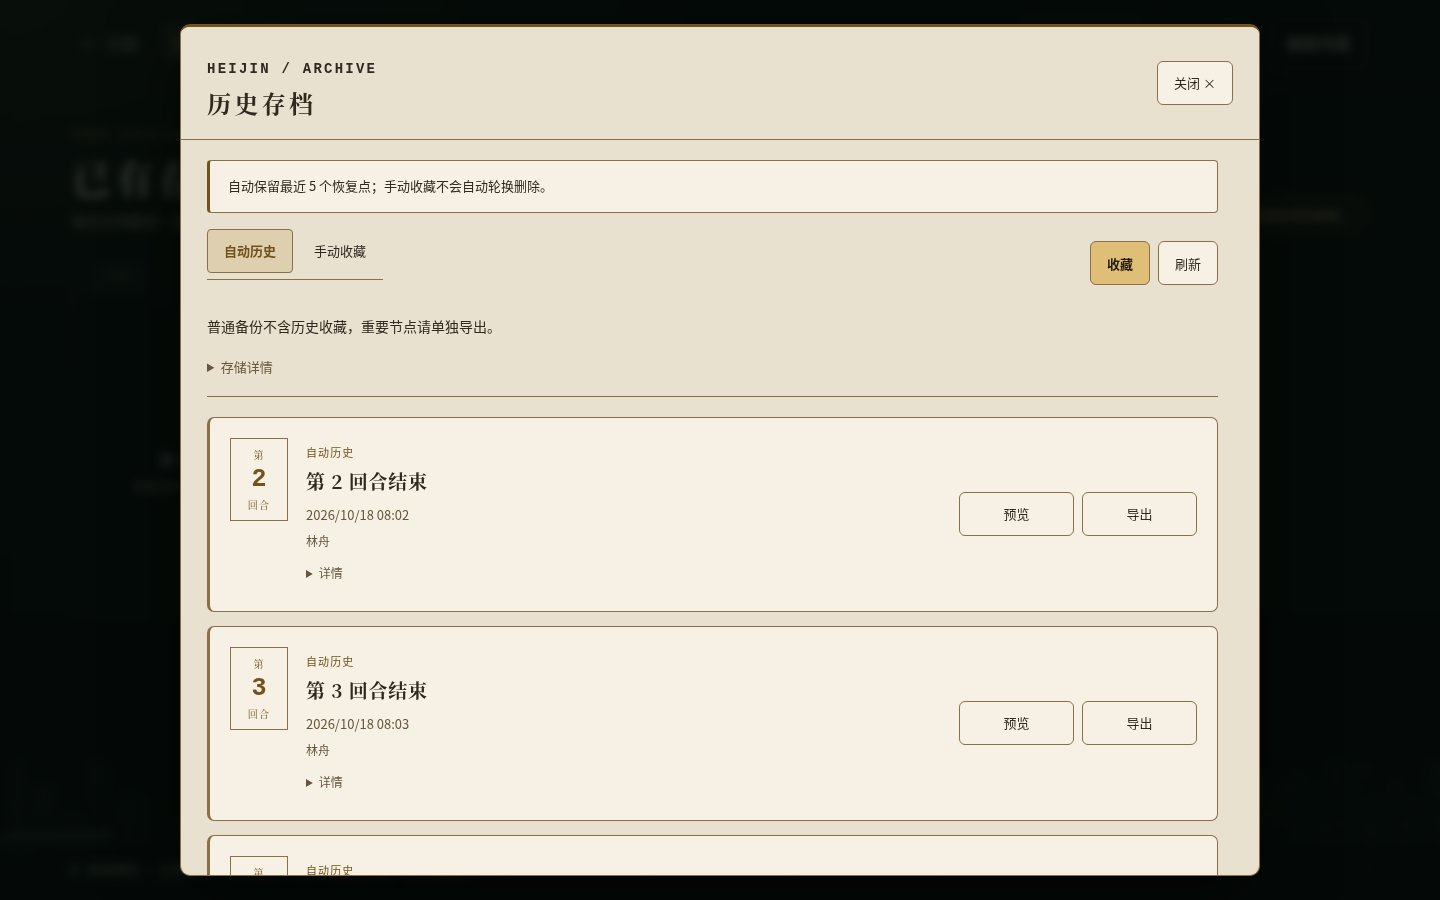 HEIJIN / ARCHIVE
历史存档
关闭 ×
自动保留最近 5 个恢复点；手动收藏不会自动轮换删除。
自动历史
手动收藏
收藏
刷新
普通备份不含历史收藏，重要节点请单独导出。
▶ 存储详情
第
2
回合
自动历史
第 2 回合结束
2026/10/18 08:02
林舟
▶ 详情
预览
导出
第
3
回合
自动历史
第 3 回合结束
2026/10/18 08:03
林舟
▶ 详情
预览
导出
第
自动历史